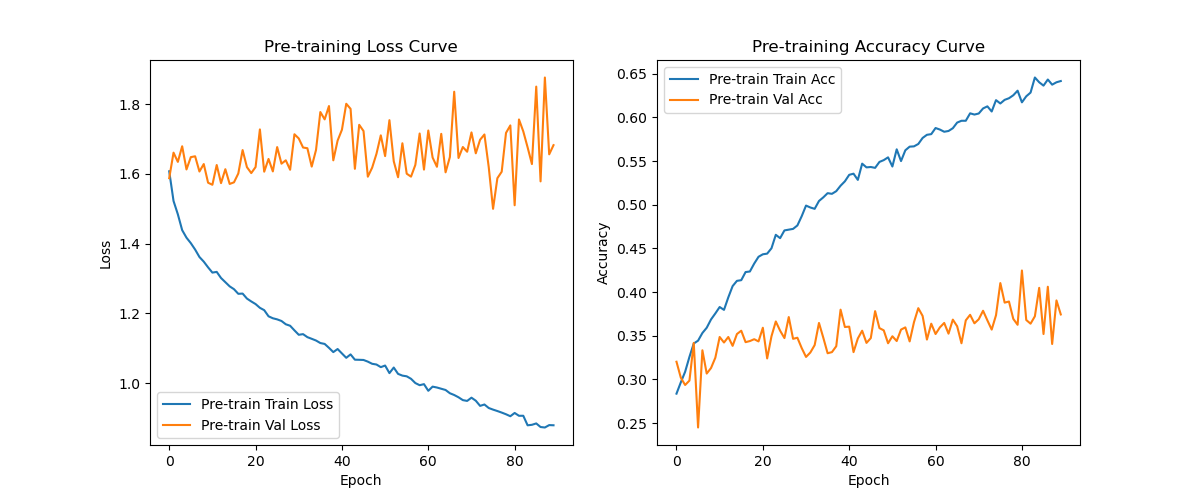 Pre-training Loss Curve
1.8
1.6
1.4
1.2
1.0
Loss
Pre-train Train Loss
Pre-train Val Loss
0 20 40 60 80
Epoch
Pre-training Accuracy Curve
Pre-train Train Acc
Pre-train Val Acc
0.65
0.60
0.55
0.50
0.45
0.40
0.35
0.30
0.25
Accuracy
0 20 40 60 80
Epoch